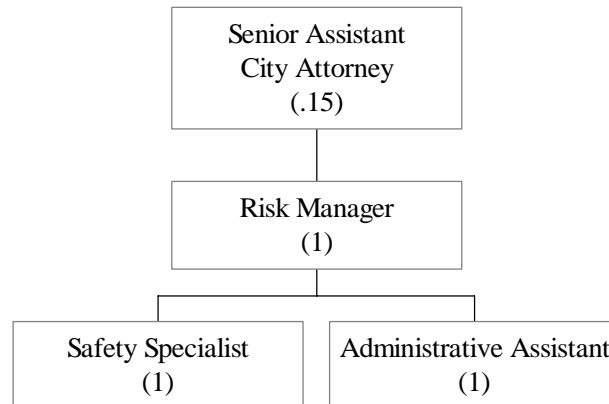 Senior Assistant
City Attorney
(.15)
Risk Manager
(1)
Safety Specialist
(1)
Administrative Assistant
(1)